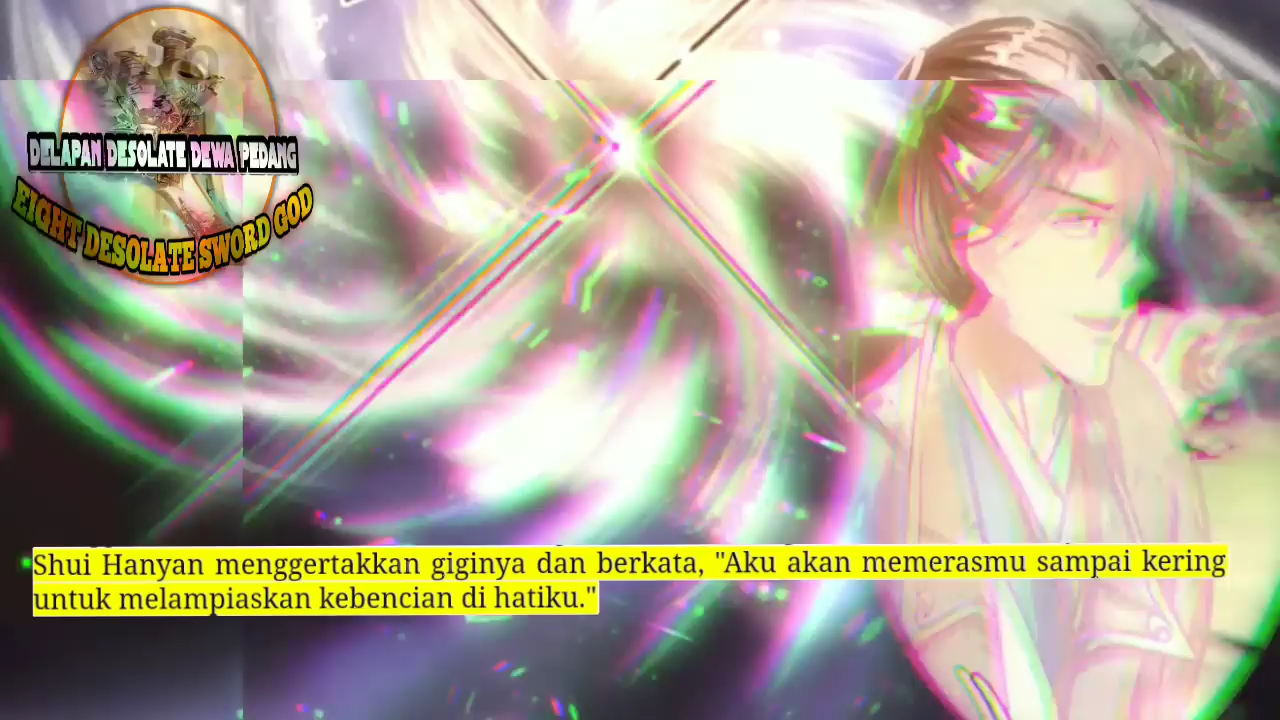 DELAPAN DESOLATE DEWA PEDANG
EIGHT DESOLATE SWORD GOD
Shui Hanyan menggertakkan giginya dan berkata, "Aku akan memerasmu sampai kering
untuk melampiaskan kebencian di hatiku."